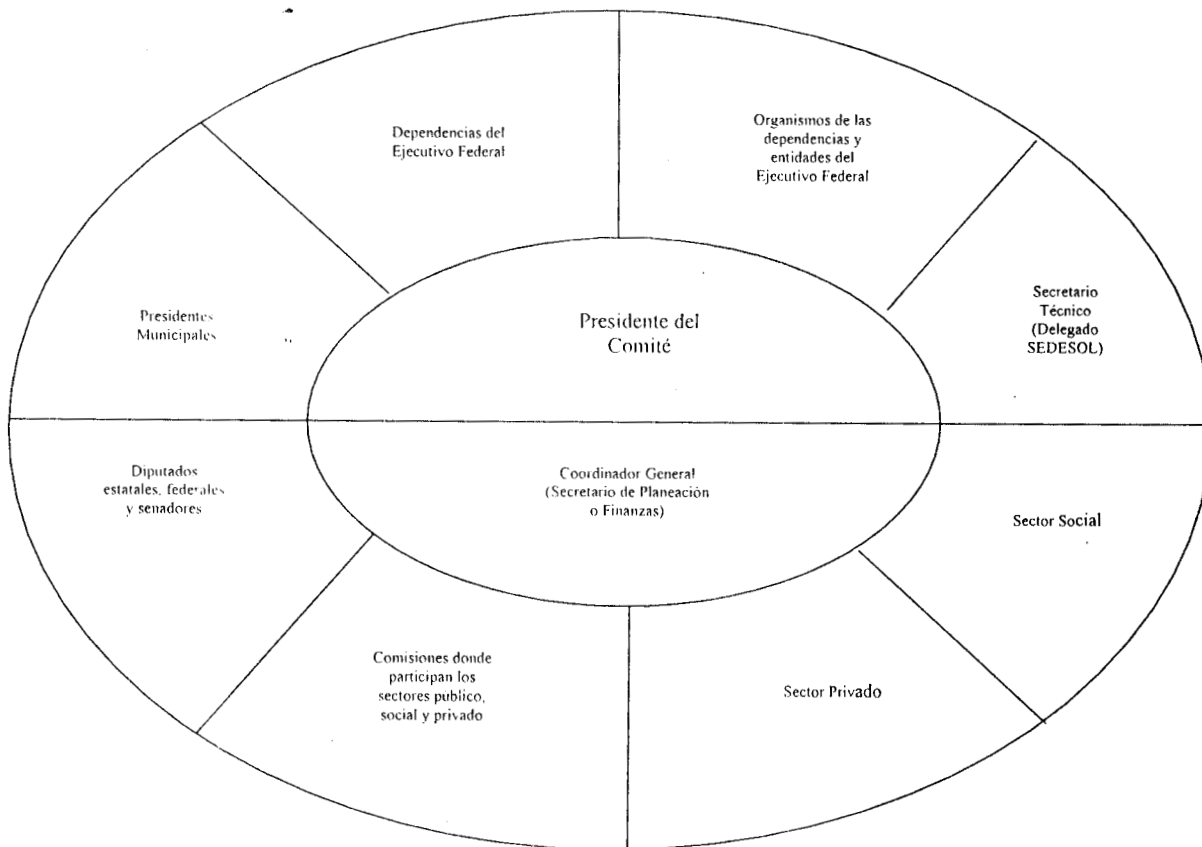 Dependencias del
Ejecutivo Federal
Organismos de las
dependencias y
entidades del
Ejecutivo Federal
Presidentes
Municipales
Presidente del
Comité
Secretario
Técnico
(Delegado
SEDESOL)
Diputados
estatales, federales
y senadores
Coordinador General
(Secretario de Planeación
o Finanzas)
Sector Social
Comisiones donde
participan los
sectores publico,
social y privado
Sector Privado